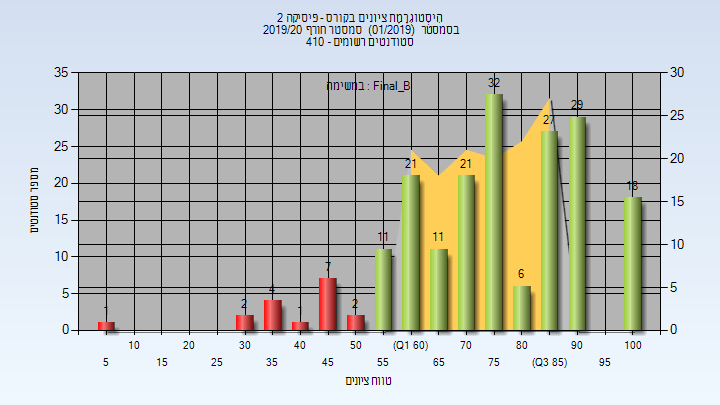 היסטוגרמת ציונים בקורס - פיסיקה 2
בסמסטר (01/2019) סמסטר חורף 2019/20
סטודנטים רשומים - 410
במשימה : Final_B
מספר סטודנטים
35 30 25 20 15 10 5 0
30 25 20 15 10 5 0
1 2 4 1 7 2 11 21 11 21 32 6 27 29 18
10 20 30 40 50 (Q1 60) 70 80 90 100
5 15 25 35 45 55 65 75 (Q3 85) 95
טווח ציונים